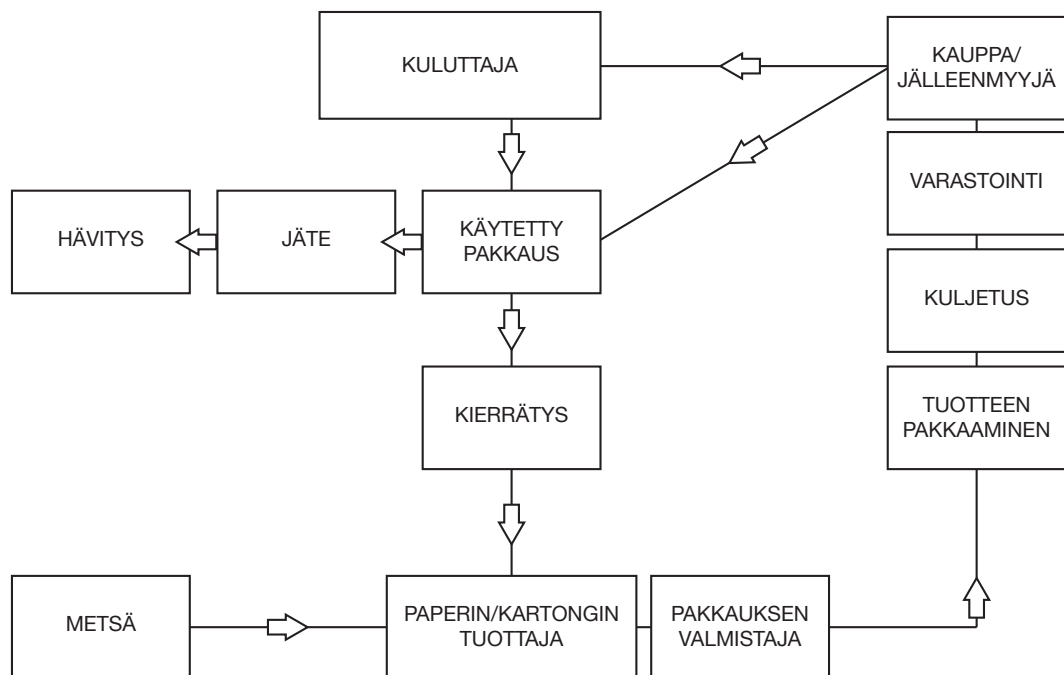 KULUTTAJA
KAUPPA/
JÄLLEENMYYJÄ
VARASTOINTI
HÄVITYS
JÄTE
KÄYTETTY
PAKKAUS
KULJETUS
KIERRÄTYS
TUOTTEEN
PAKKAAMINEN
METSÄ
PAPERIN/KARTONGIN
TUOTTAJA
PAKKAUKSEN
VALMISTAJA